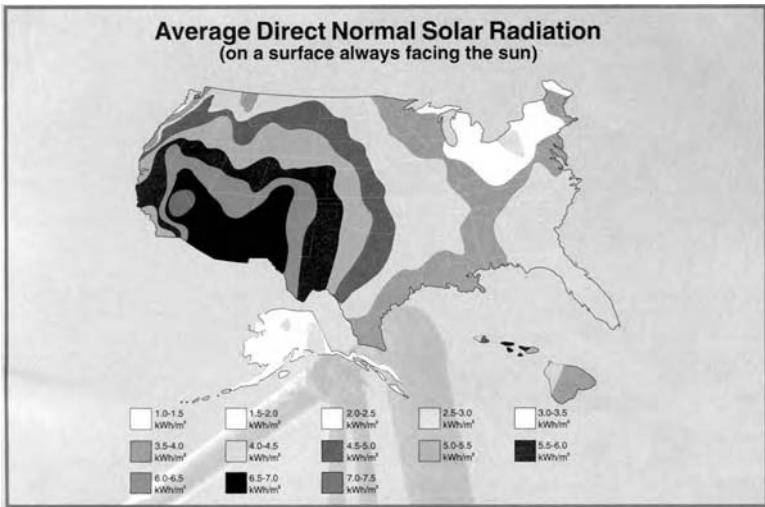 Average Direct Normal Solar Radiation
(on a surface always facing the sun)
1.0-1.5
kWh/m²
1.5-2.0
kWh/m²
2.0-2.5
kWh/m²
2.5-3.0
kWh/m²
3.0-3.5
kWh/m²
3.5-4.0
kWh/m²
4.0-4.5
kWh/m²
4.5-5.0
kWh/m²
5.0-5.5
kWh/m²
5.5-6.0
kWh/m²
6.0-6.5
kWh/m²
6.5-7.0
kWh/m²
7.0-7.5
kWh/m²